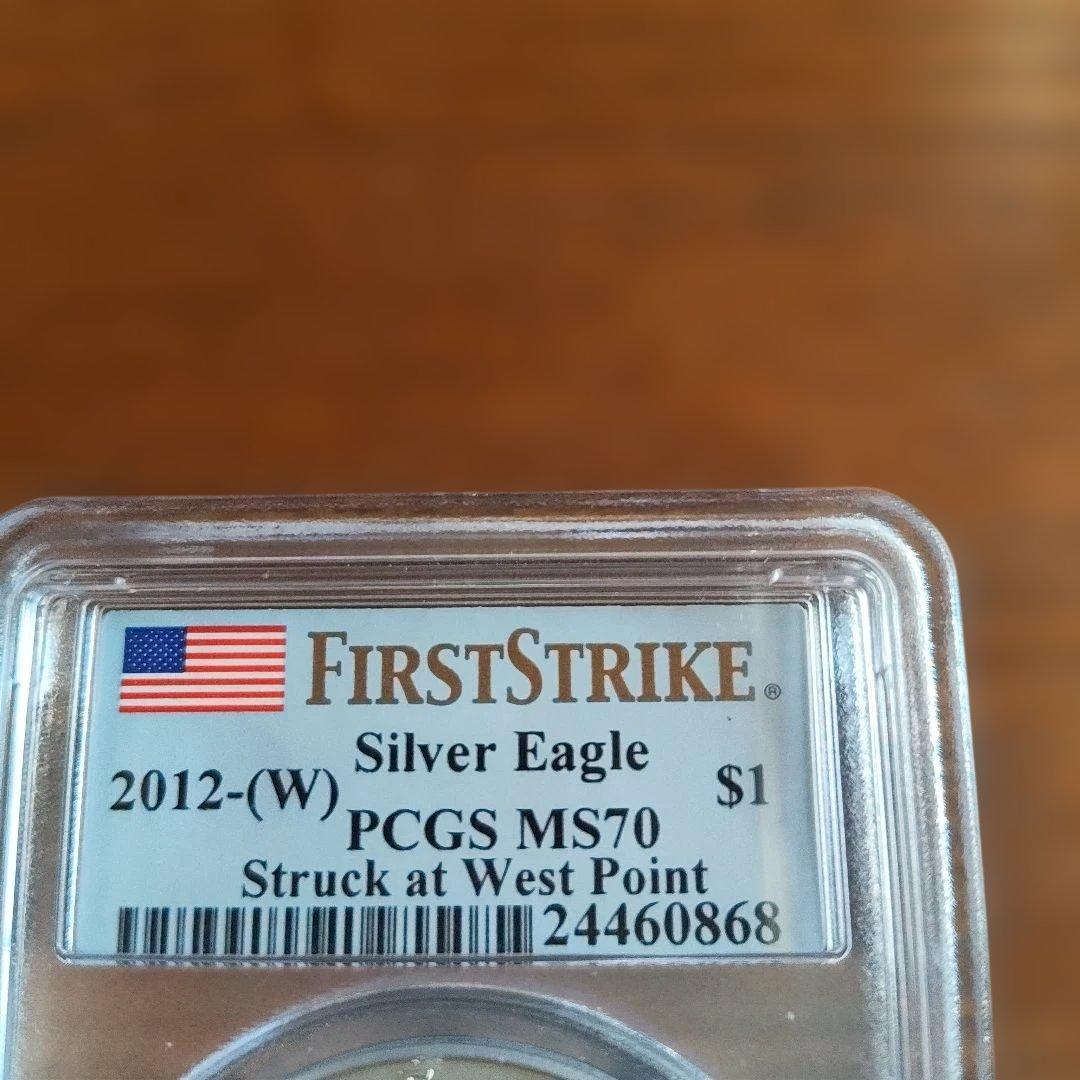 FIRSTSTRIKE®
Silver Eagle
2012-(W) $1
PCGS MS70
Struck at West Point
24460868